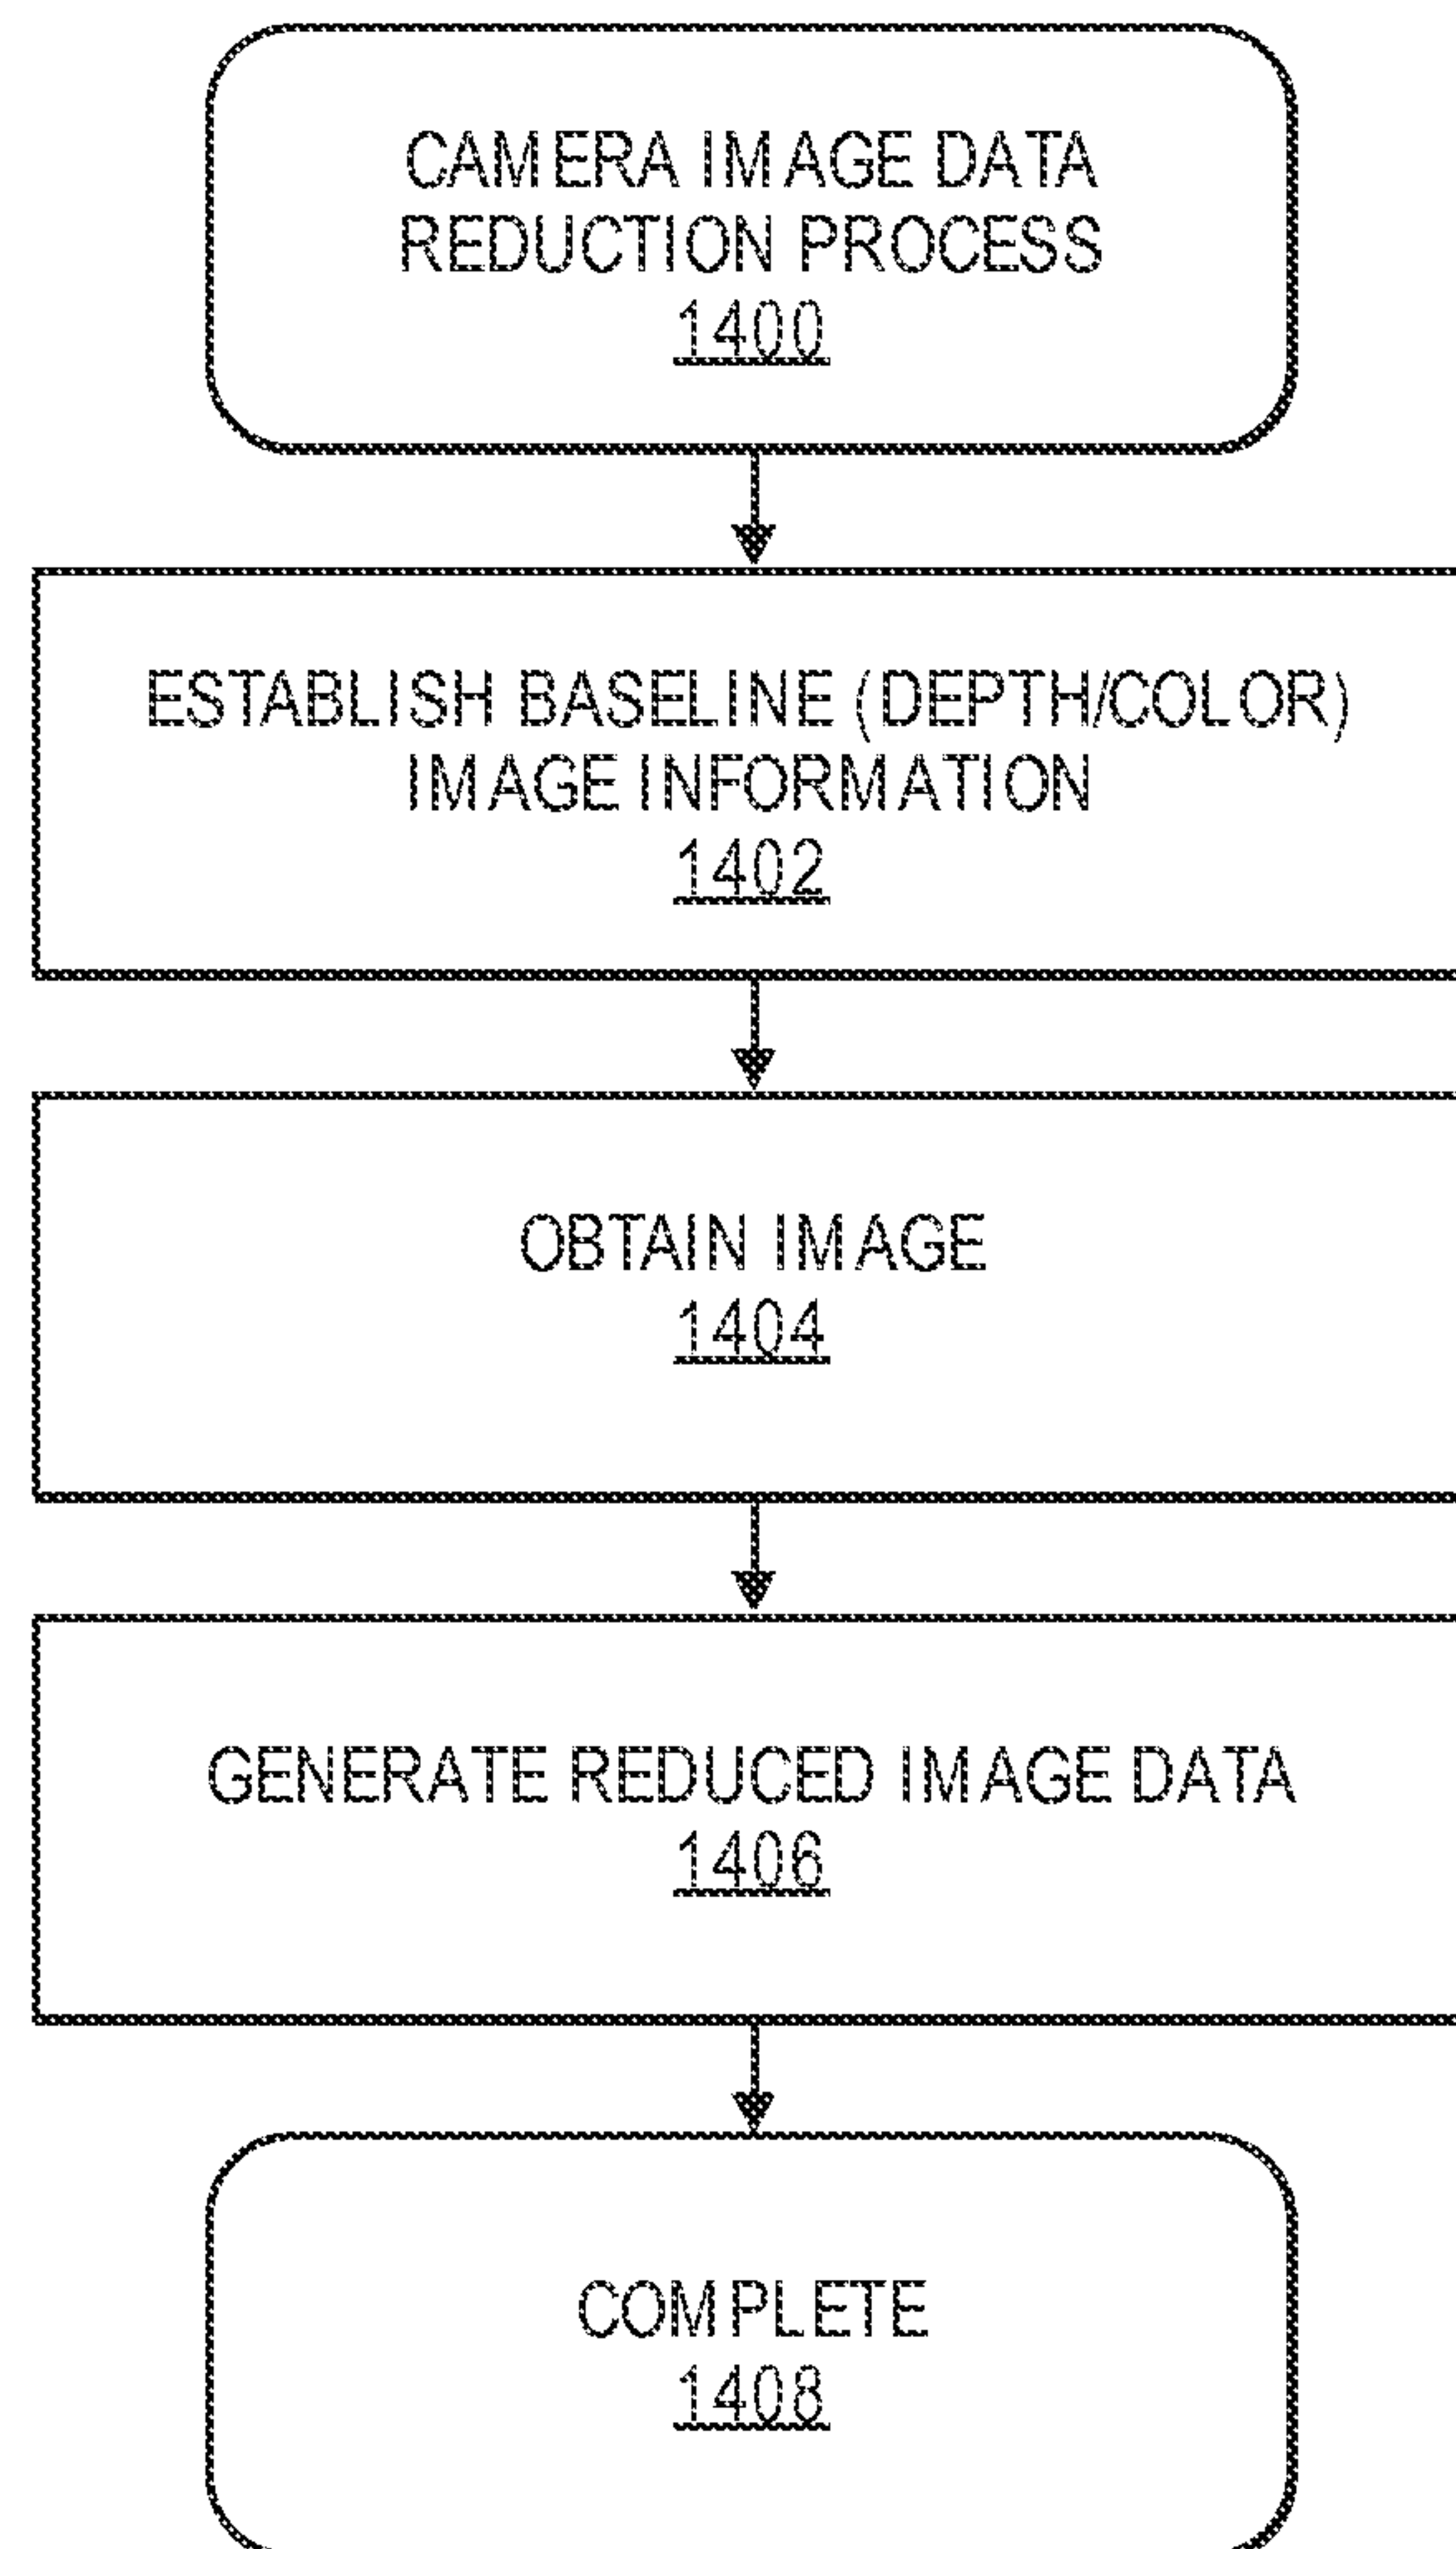 CAMERA IMAGE DATA
REDUCTION PROCESS
1400
ESTABLISH BASELINE (DEPTH/COLOR)
IMAGE INFORMATION
1402
OBTAIN IMAGE
1404
GENERATE REDUCED IMAGE DATA
1406
COMPLETE
1408